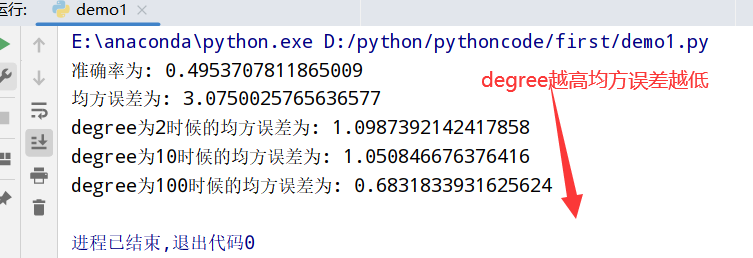 运行:
demo1
E:\anaconda\python.exe D:/python/pythoncode/first/demo1.py
准确率为: 0.4953707811865009
均方误差为: 3.0750025765636577
degree越高均方误差越低
degree为2时候的均方误差为: 1.0987392142417858
degree为10时候的均方误差为: 1.050846676376416
degree为100时候的均方误差为: 0.6831833931625624
进程已结束,退出代码0